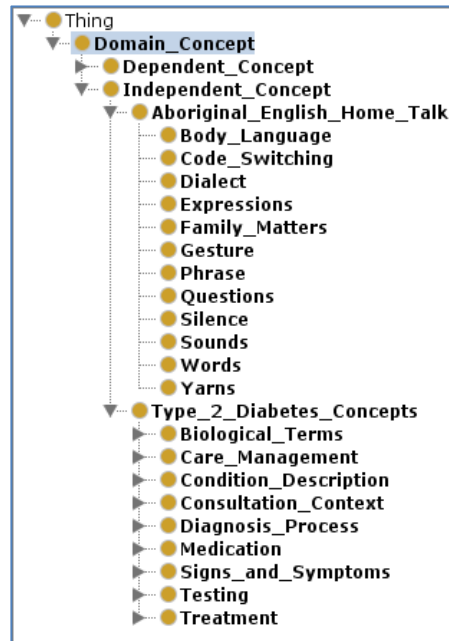 Thing
Domain_Concept
Dependent_Concept
Independent_Concept
Aboriginal_English_Home_Talk
Body_Language
Code_Switching
Dialect
Expressions
Family_Matters
Gesture
Phrase
Questions
Silence
Sounds
Words
Yarns
Type_2_Diabetes_Concepts
Biological_Terms
Care_Management
Condition_Description
Consultation_Context
Diagnosis_Process
Medication
Signs_and_Symptoms
Testing
Treatment